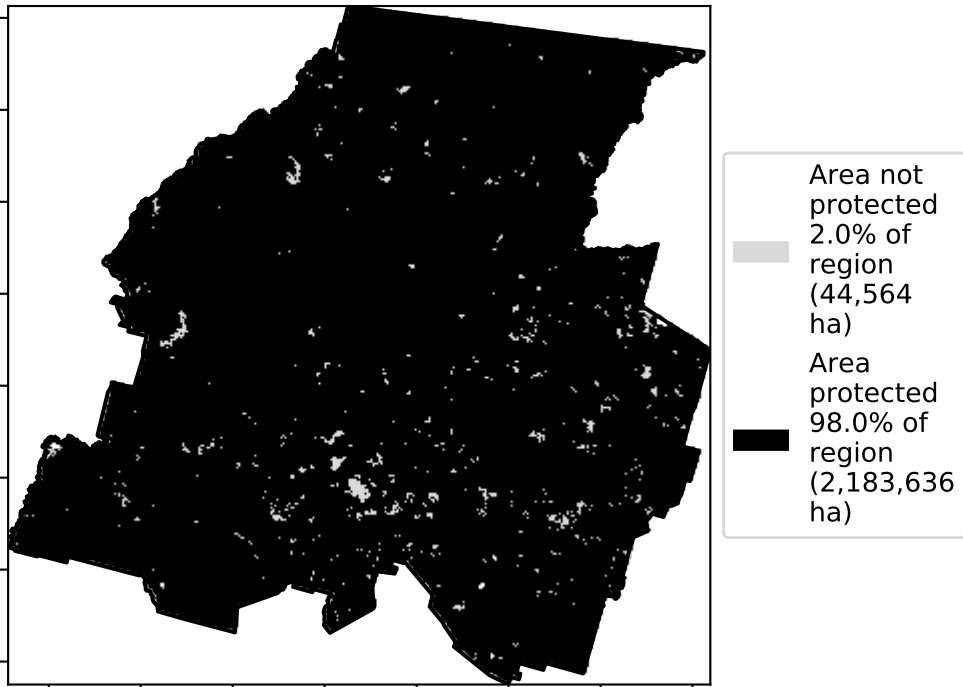 Area not
protected
2.0% of
region
(44,564
ha)
Area
protected
98.0% of
region
(2,183,636
ha)